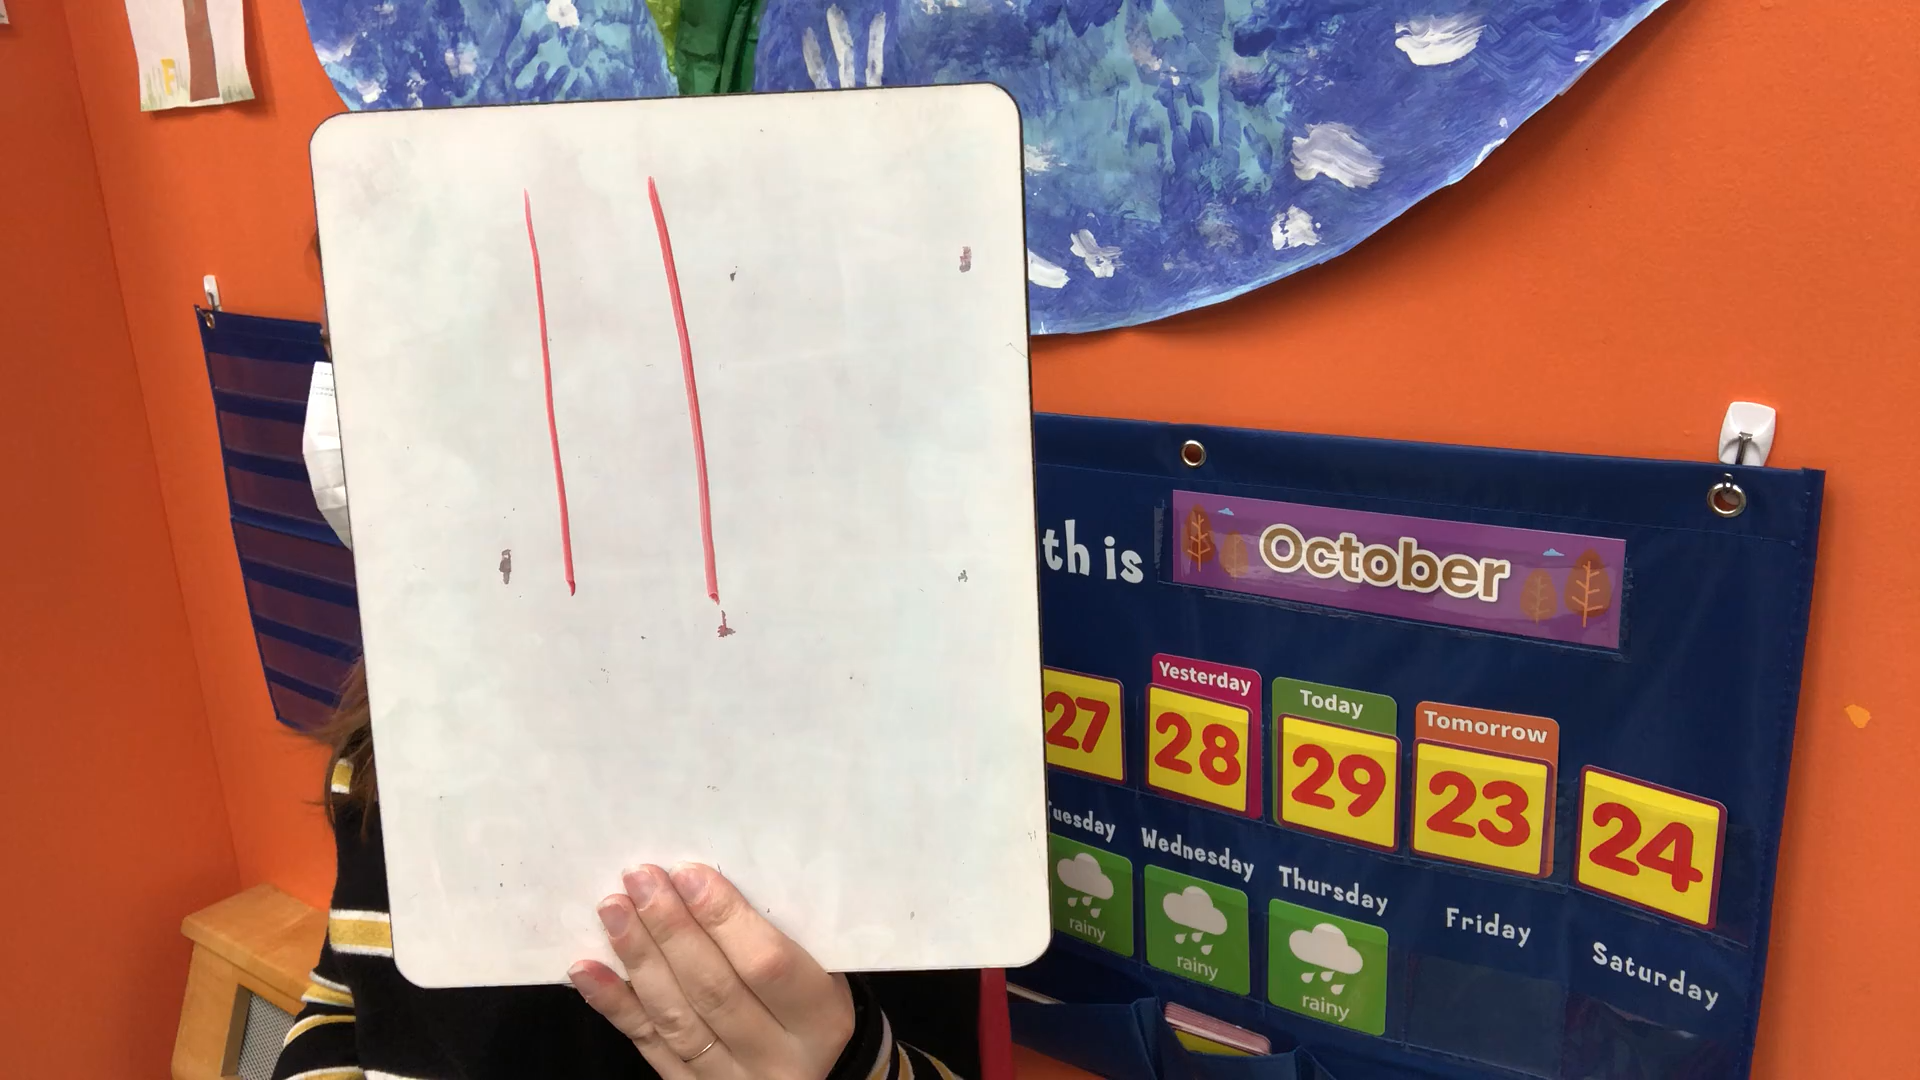 F
11
th is October
Yesterday Today Tomorrow
27 28 29 23 24
Tuesday Wednesday Thursday Friday Saturday
rainy rainy rainy